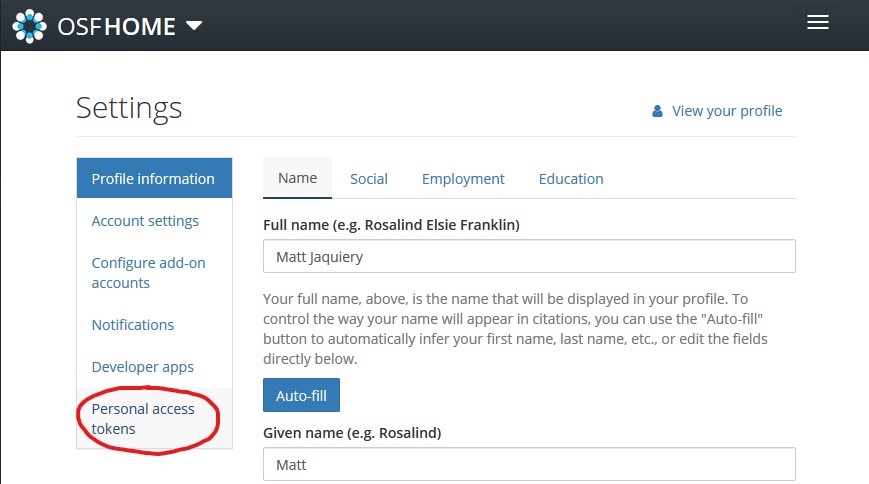 OSFHOME
Settings
View your profile
Profile information
Account settings
Configure add-on
accounts
Notifications
Developer apps
Personal access
tokens
Name Social Employment Education
Full name (e.g. Rosalind Elsie Franklin)
Matt Jaquiery
Your full name, above, is the name that will be displayed in your profile. To
control the way your name will appear in citations, you can use the "Auto-fill"
button to automatically infer your first name, last name, etc., or edit the fields
directly below.
Auto-fill
Given name (e.g. Rosalind)
Matt